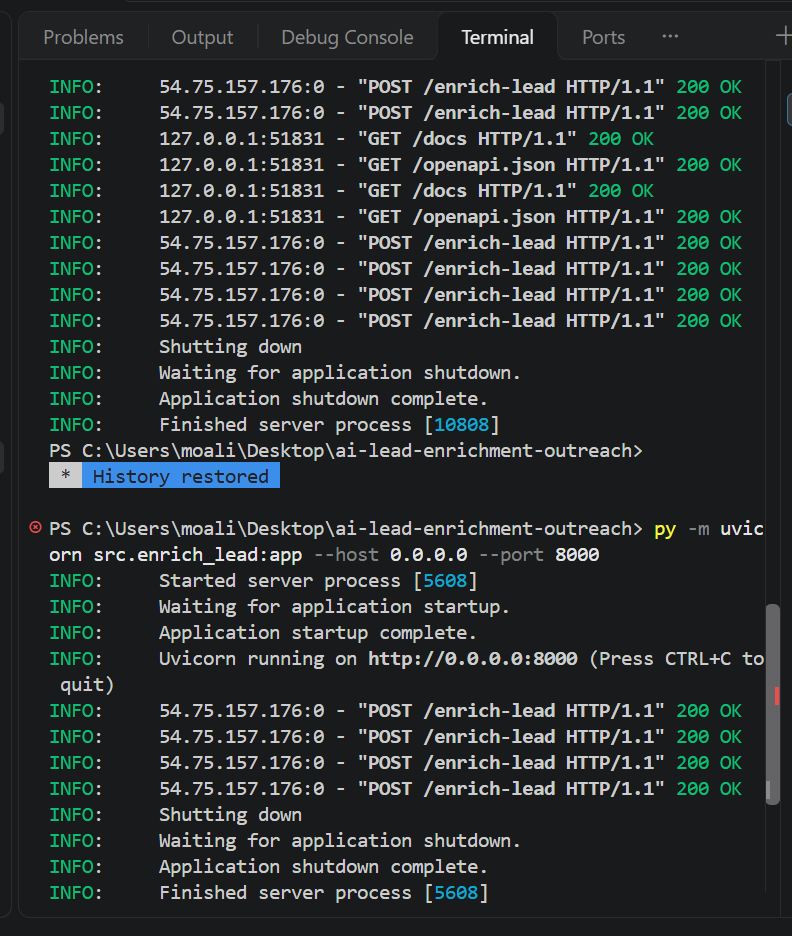 Problems Output Debug Console Terminal Ports ···
INFO: 54.75.157.176:0 - "POST /enrich-lead HTTP/1.1" 200 OK
INFO: 54.75.157.176:0 - "POST /enrich-lead HTTP/1.1" 200 OK
INFO: 127.0.0.1:51831 - "GET /docs HTTP/1.1" 200 OK
INFO: 127.0.0.1:51831 - "GET /openapi.json HTTP/1.1" 200 OK
INFO: 127.0.0.1:51831 - "GET /docs HTTP/1.1" 200 OK
INFO: 127.0.0.1:51831 - "GET /openapi.json HTTP/1.1" 200 OK
INFO: 54.75.157.176:0 - "POST /enrich-lead HTTP/1.1" 200 OK
INFO: 54.75.157.176:0 - "POST /enrich-lead HTTP/1.1" 200 OK
INFO: 54.75.157.176:0 - "POST /enrich-lead HTTP/1.1" 200 OK
INFO: 54.75.157.176:0 - "POST /enrich-lead HTTP/1.1" 200 OK
INFO: Shutting down
INFO: Waiting for application shutdown.
INFO: Application shutdown complete.
INFO: Finished server process [10808]
PS C:\Users\moali\Desktop\ai-lead-enrichment-outreach>
* History restored
PS C:\Users\moali\Desktop\ai-lead-enrichment-outreach> py -m uvic
orn src.enrich_lead:app --host 0.0.0.0 --port 8000
INFO: Started server process [5608]
INFO: Waiting for application startup.
INFO: Application startup complete.
INFO: Uvicorn running on http://0.0.0.0:8000 (Press CTRL+C to
quit)
INFO: 54.75.157.176:0 - "POST /enrich-lead HTTP/1.1" 200 OK
INFO: 54.75.157.176:0 - "POST /enrich-lead HTTP/1.1" 200 OK
INFO: 54.75.157.176:0 - "POST /enrich-lead HTTP/1.1" 200 OK
INFO: 54.75.157.176:0 - "POST /enrich-lead HTTP/1.1" 200 OK
INFO: Shutting down
INFO: Waiting for application shutdown.
INFO: Application shutdown complete.
INFO: Finished server process [5608]